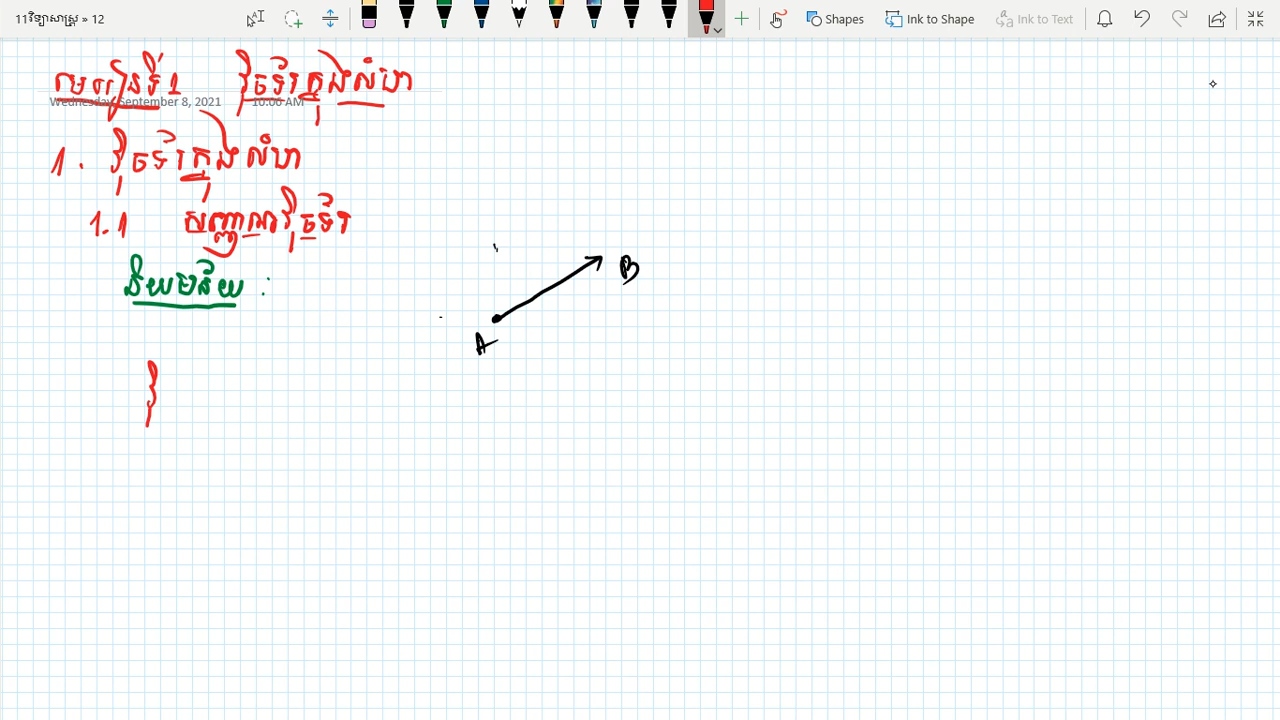 11វិទ្យាសាស្ត្រ » 12
Shapes
Ink to Shape
Ink to Text
មេរៀនទី1 វ៉ិចទ័រក្នុងលំហ
Wednesday, September 8, 2021 10:06 AM
1. វ៉ិចទ័រក្នុងលំហ
1.1 សញ្ញាណវ៉ិចទ័រ
និយមន័យ :
B
A
វ៉ិ